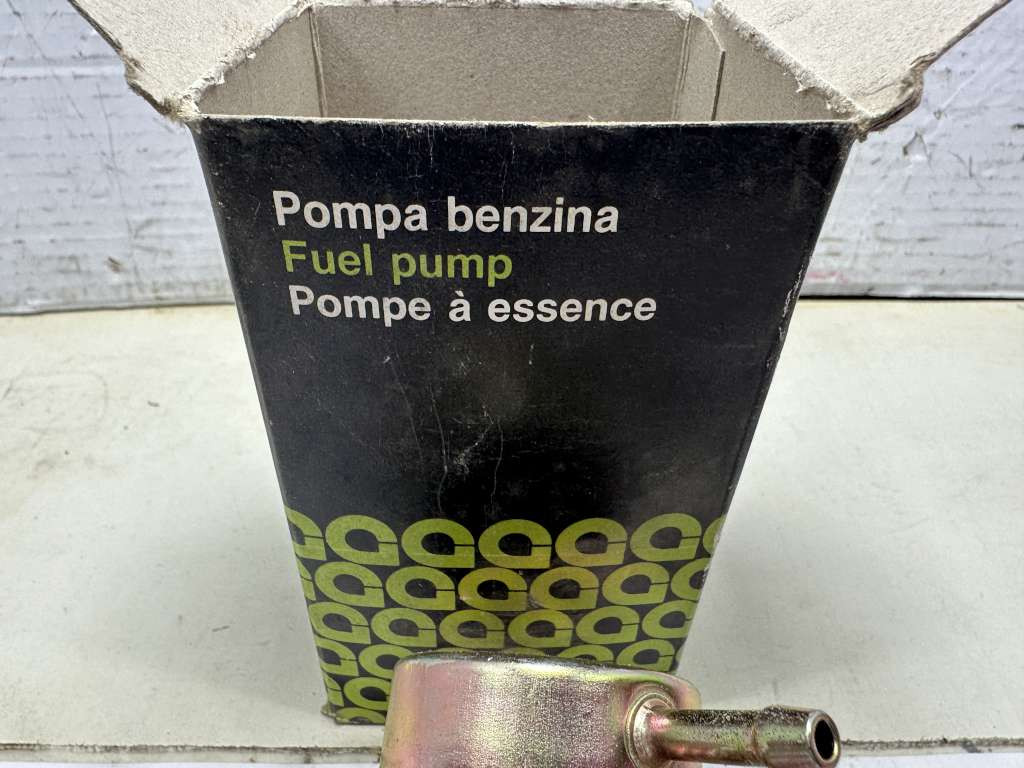 Pompa benzina
Fuel pump
Pompe à essence